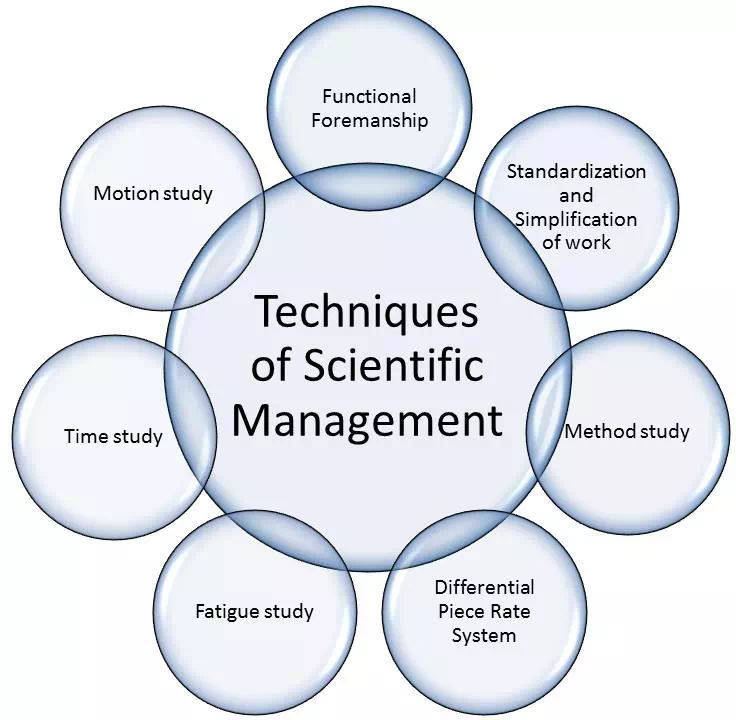 Functional
Foremanship
Standardization
and
Simplification
of work
Motion study
Techniques
of Scientific
Management
Method study
Time study
Differential
Piece Rate
System
Fatigue study